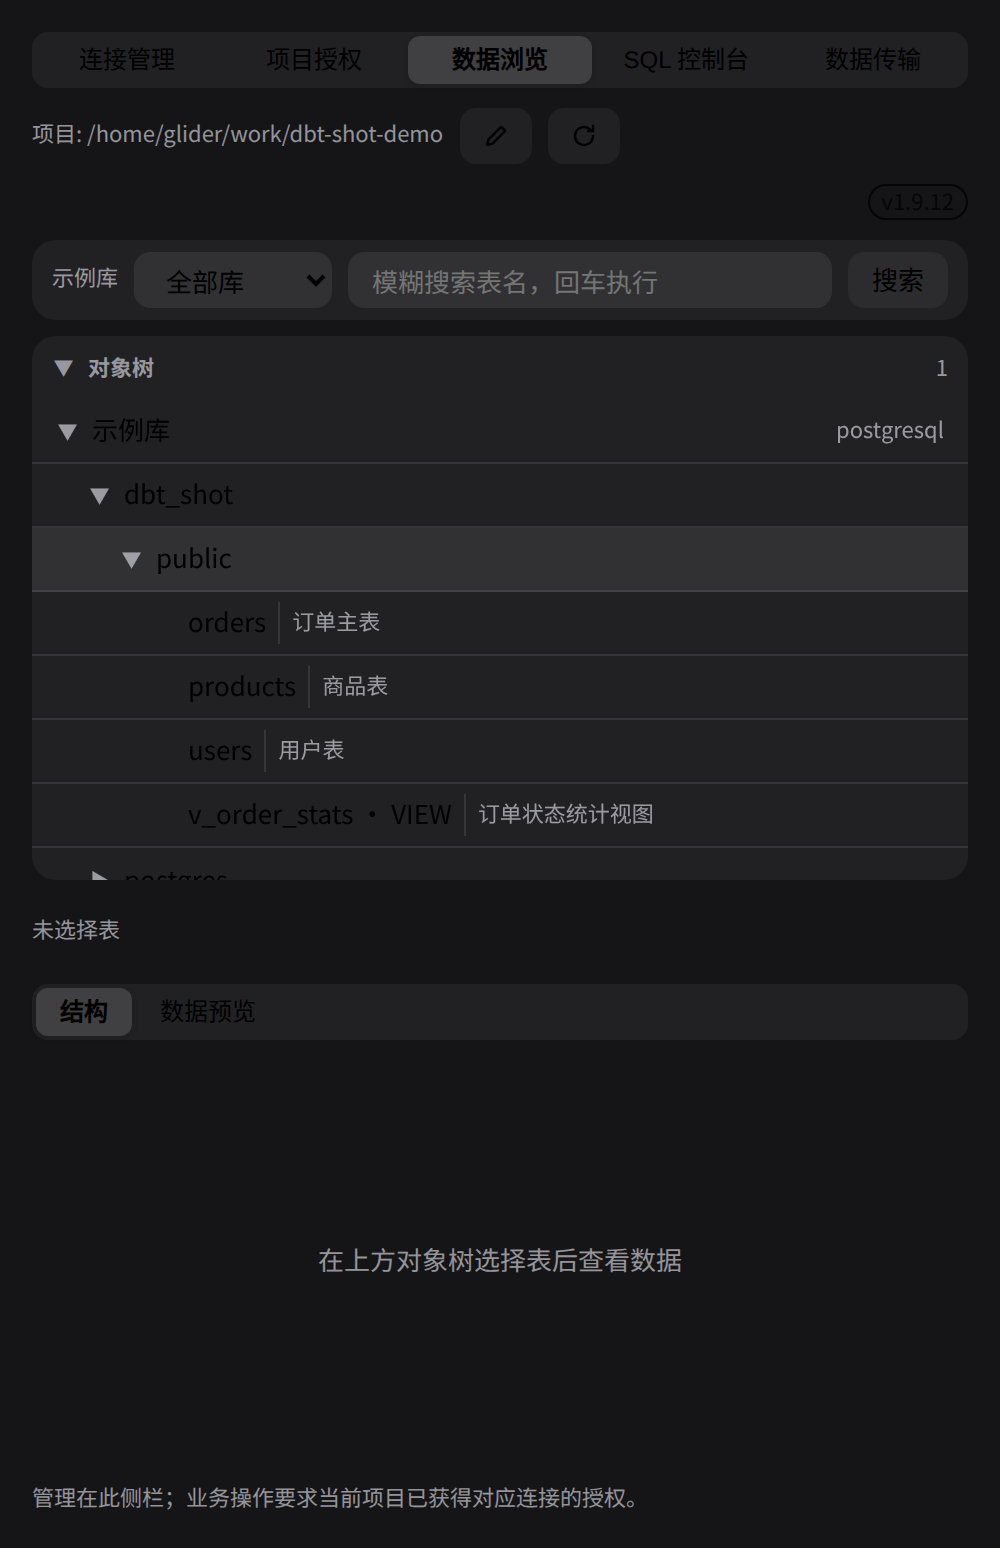 连接管理 项目授权 数据浏览 SQL 控制台 数据传输
项目: /home/glider/work/dbt-shot-demo
v1.9.12
示例库 全部库 模糊搜索表名，回车执行 搜索
▼ 对象树 1
▼ 示例库 postgresql
▼ dbt_shot
▼ public
orders 订单主表
products 商品表
users 用户表
v_order_stats · VIEW 订单状态统计视图
▶ postgres
未选择表
结构 数据预览
在上方对象树选择表后查看数据
管理在此侧栏；业务操作要求当前项目已获得对应连接的授权。